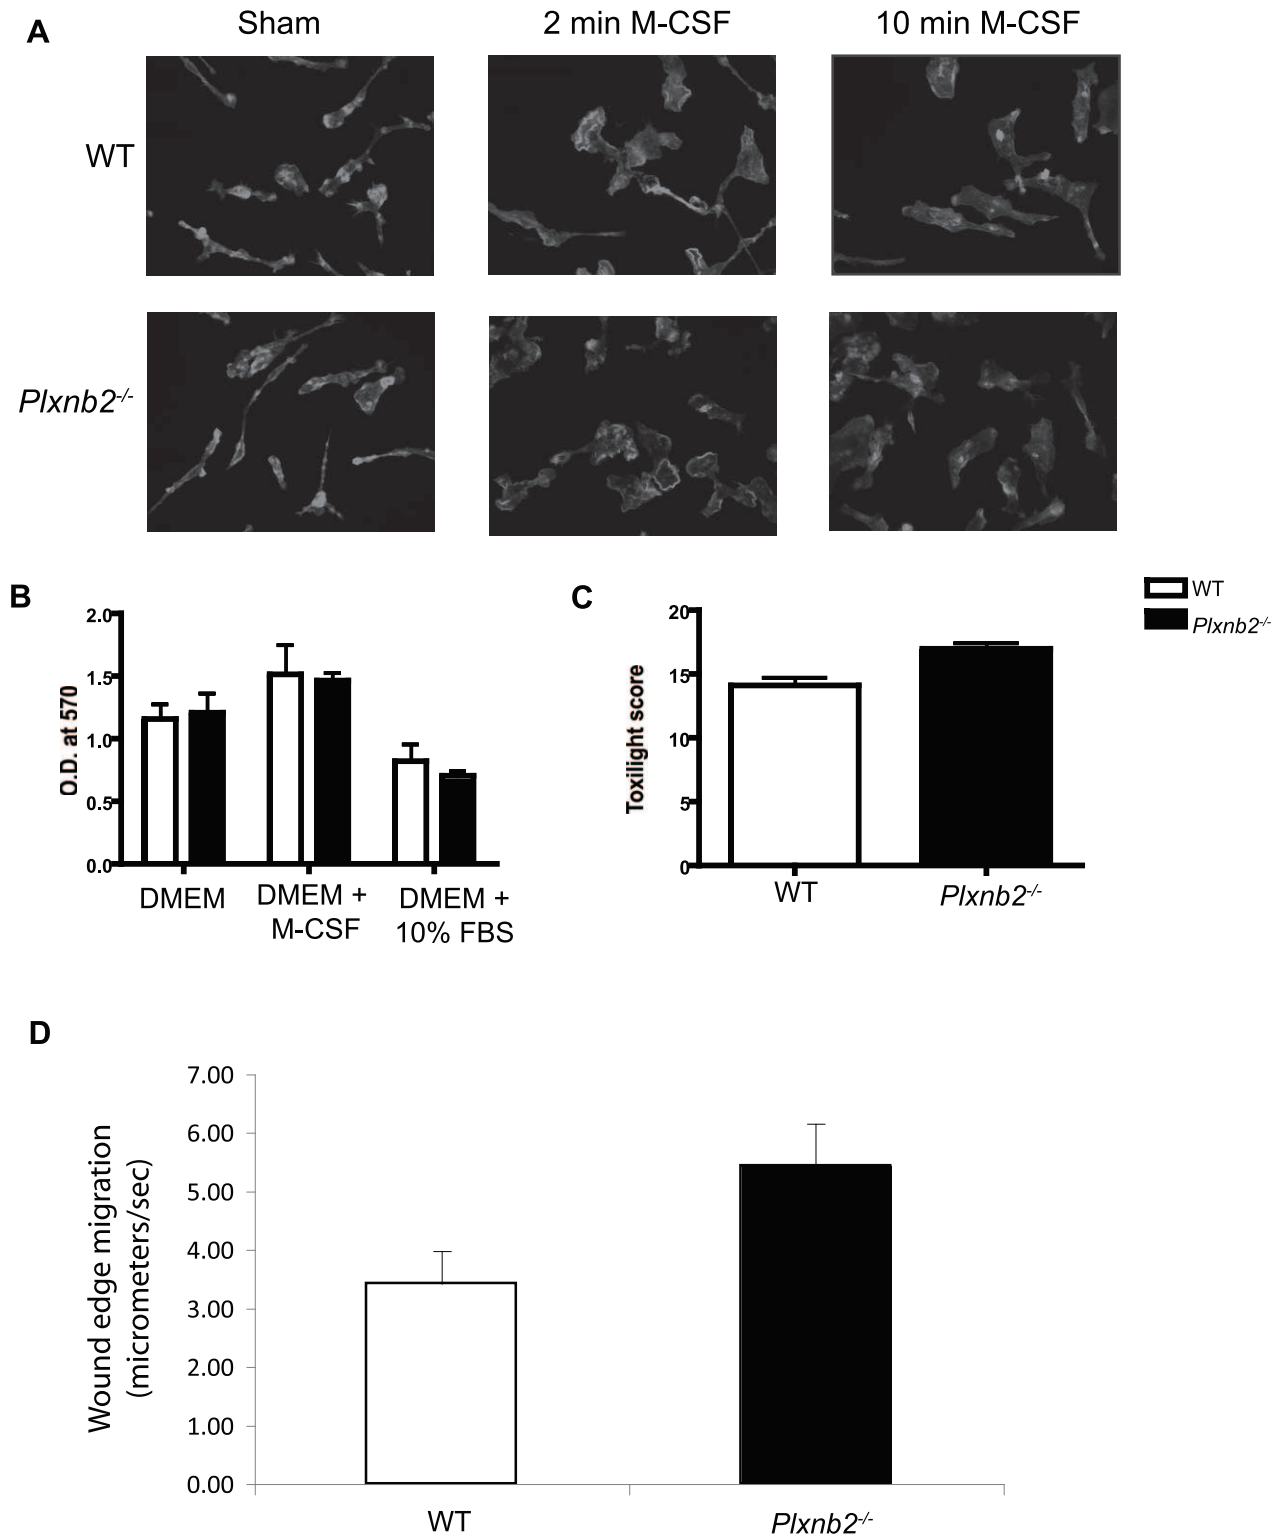 A
Sham
2 min M-CSF
10 min M-CSF
WT
Plxnb2-/-
B
2.0
1.5
1.0
0.5
0.0
O.D. at 570
DMEM
DMEM +
M-CSF
DMEM +
10% FBS
C
20
15
10
5
0
Toxilight score
WT
Plxnb2-/-
WT
Plxnb2-/-
D
7.00
6.00
5.00
4.00
3.00
2.00
1.00
0.00
Wound edge migration
(micrometers/sec)
WT
Plxnb2-/-